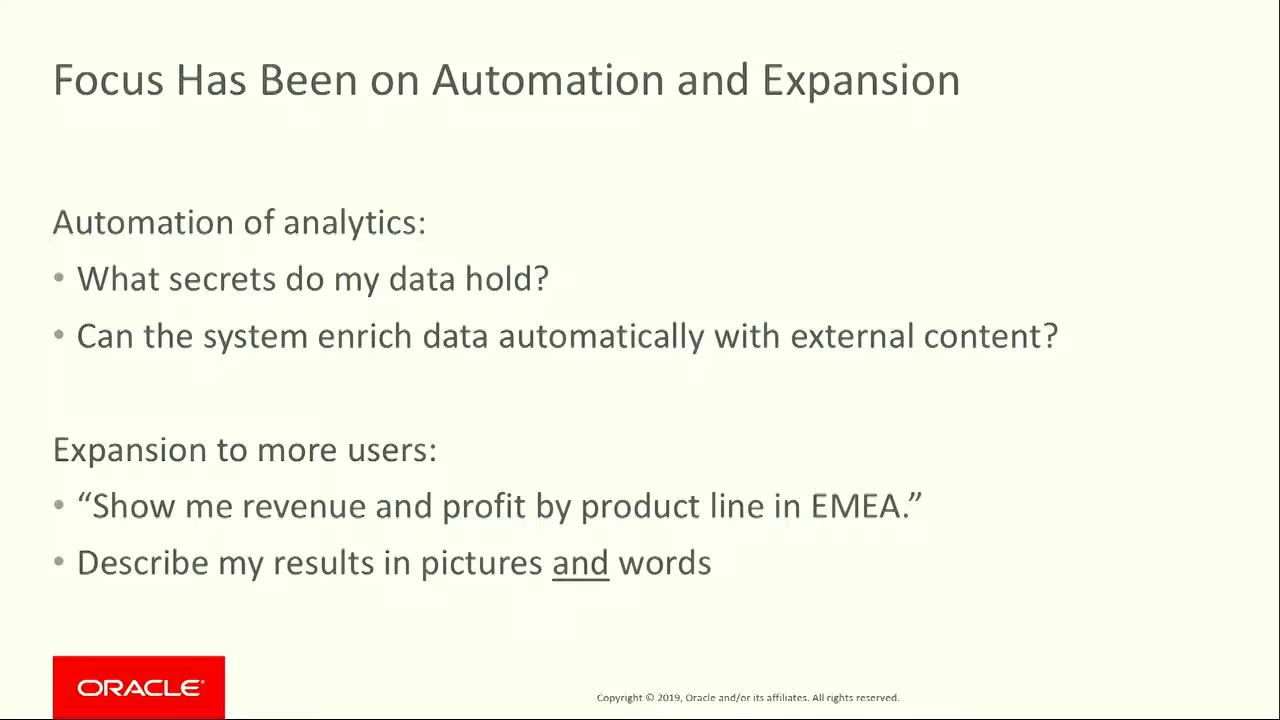 Focus Has Been on Automation and Expansion
Automation of analytics:
• What secrets do my data hold?
• Can the system enrich data automatically with external content?
Expansion to more users:
• “Show me revenue and profit by product line in EMEA.”
• Describe my results in pictures and words
ORACLE®
Copyright © 2019, Oracle and/or its affiliates. All rights reserved.